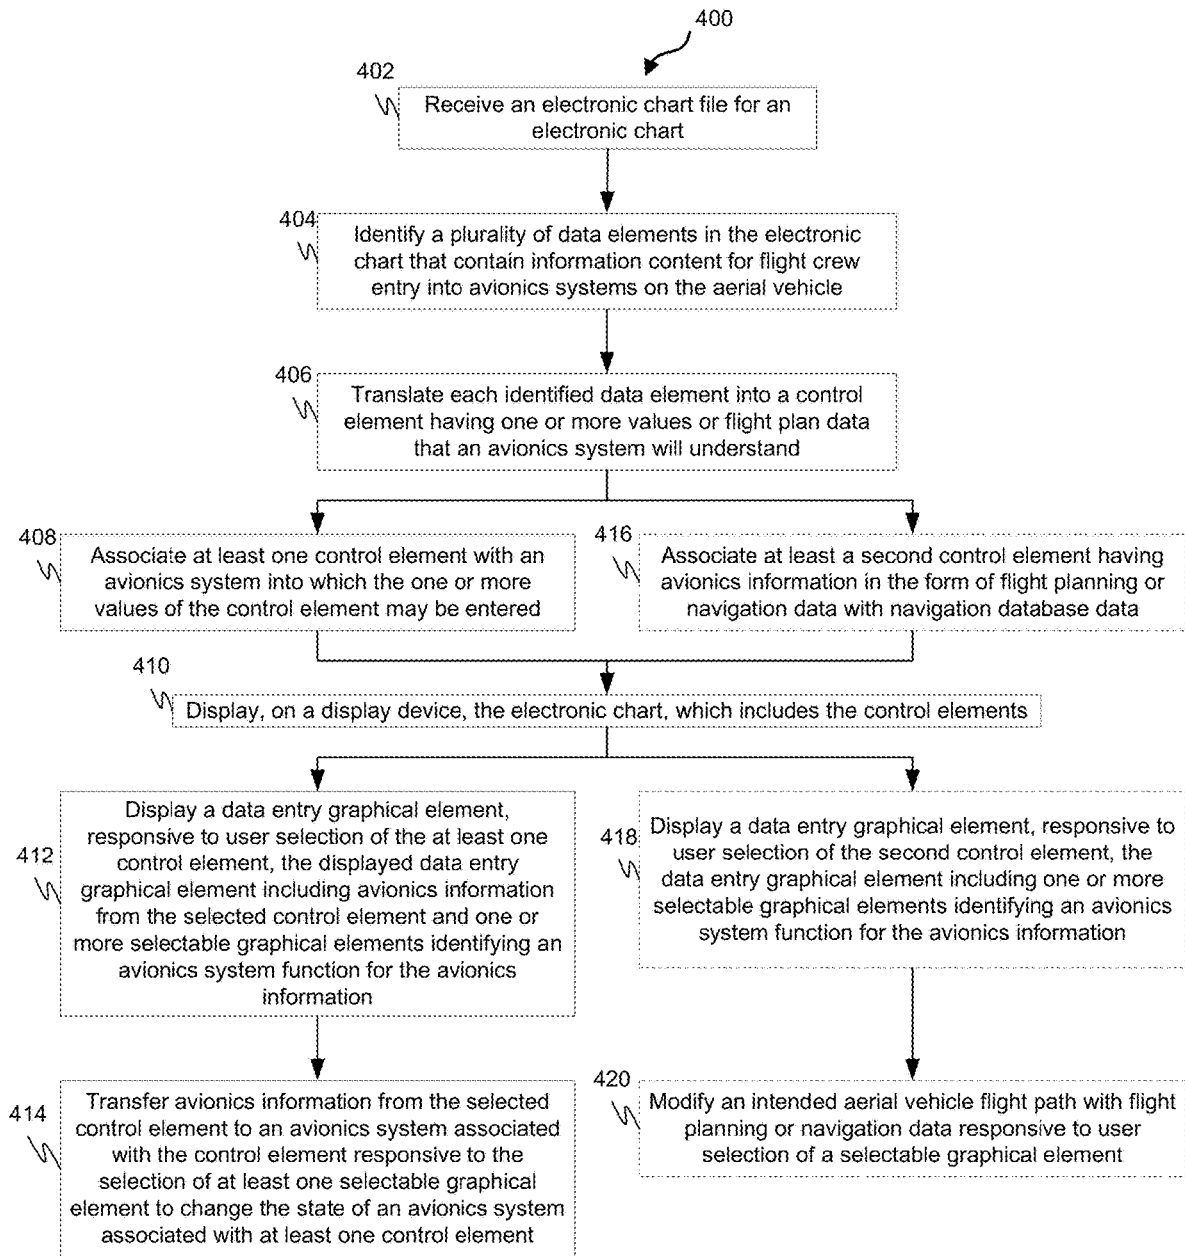 400
402
Receive an electronic chart file for an
electronic chart
404
Identify a plurality of data elements in the electronic
chart that contain information content for flight crew
entry into avionics systems on the aerial vehicle
406
Translate each identified data element into a control
element having one or more values or flight plan data
that an avionics system will understand
408
Associate at least one control element with an
avionics system into which the one or more
values of the control element may be entered
416
Associate at least a second control element having
avionics information in the form of flight planning or
navigation data with navigation database data
410
Display, on a display device, the electronic chart, which includes the control elements
412
Display a data entry graphical element,
responsive to user selection of the at least one
control element, the displayed data entry
graphical element including avionics information
from the selected control element and one or
more selectable graphical elements identifying an
avionics system function for the avionics
information
418
Display a data entry graphical element, responsive to
user selection of the second control element, the
data entry graphical element including one or more
selectable graphical elements identifying an avionics
system function for the avionics information
414
Transfer avionics information from the selected
control element to an avionics system associated
with the control element responsive to the
selection of at least one selectable graphical
element to change the state of an avionics system
associated with at least one control element
420
Modify an intended aerial vehicle flight path with flight
planning or navigation data responsive to user
selection of a selectable graphical element